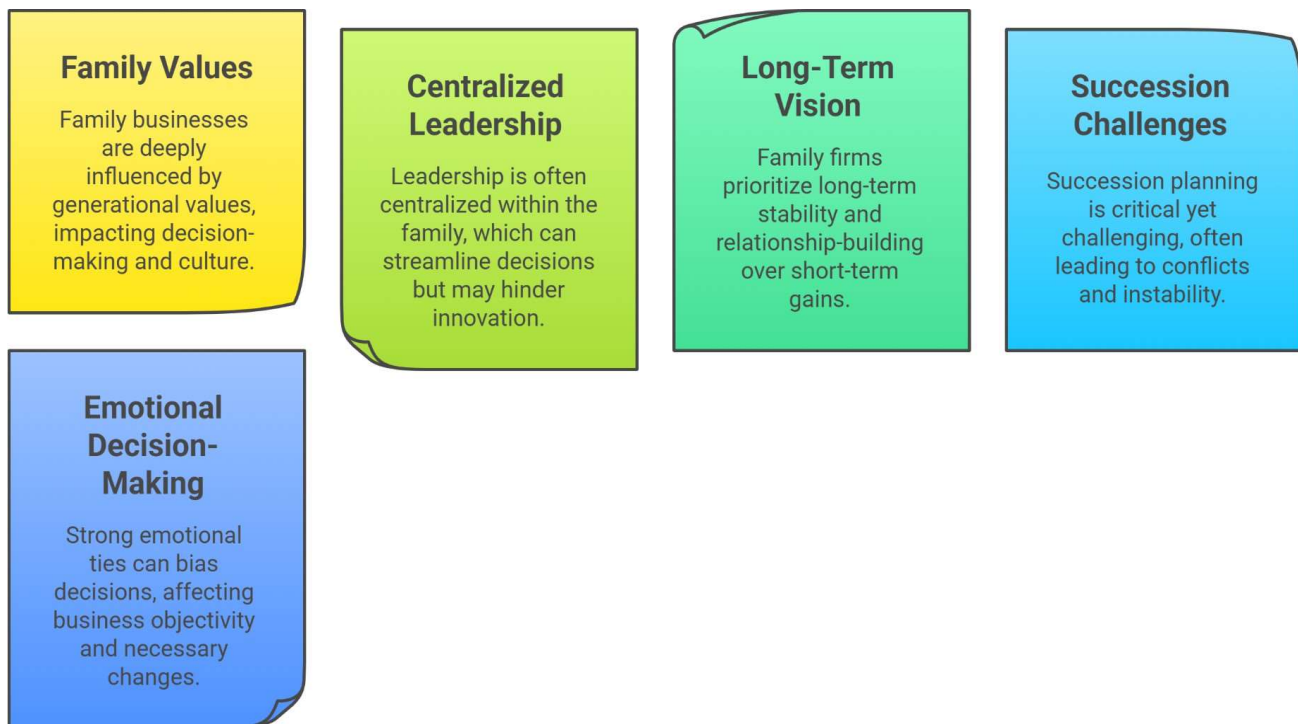 Family Values
Family businesses
are deeply
influenced by
generational values,
impacting decision-
making and culture.
Centralized
Leadership
Leadership is often
centralized within the
family, which can
streamline decisions
but may hinder
innovation.
Long-Term
Vision
Family firms
prioritize long-term
stability and
relationship-building
over short-term
gains.
Succession
Challenges
Succession planning
is critical yet
challenging, often
leading to conflicts
and instability.
Emotional
Decision-
Making
Strong emotional
ties can bias
decisions, affecting
business objectivity
and necessary
changes.